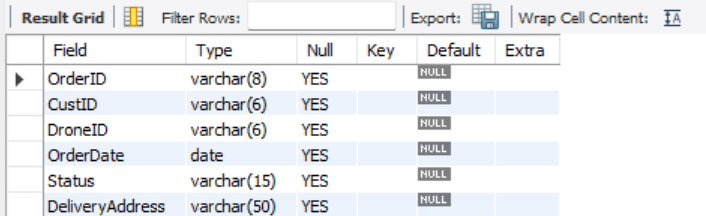 Result Grid Filter Rows: Export: Wrap Cell Content: IA
Field Type Null Key Default Extra
OrderID varchar(8) YES NULL
CustID varchar(6) YES NULL
DroneID varchar(6) YES NULL
OrderDate date YES NULL
Status varchar(15) YES NULL
DeliveryAddress varchar(50) YES NULL